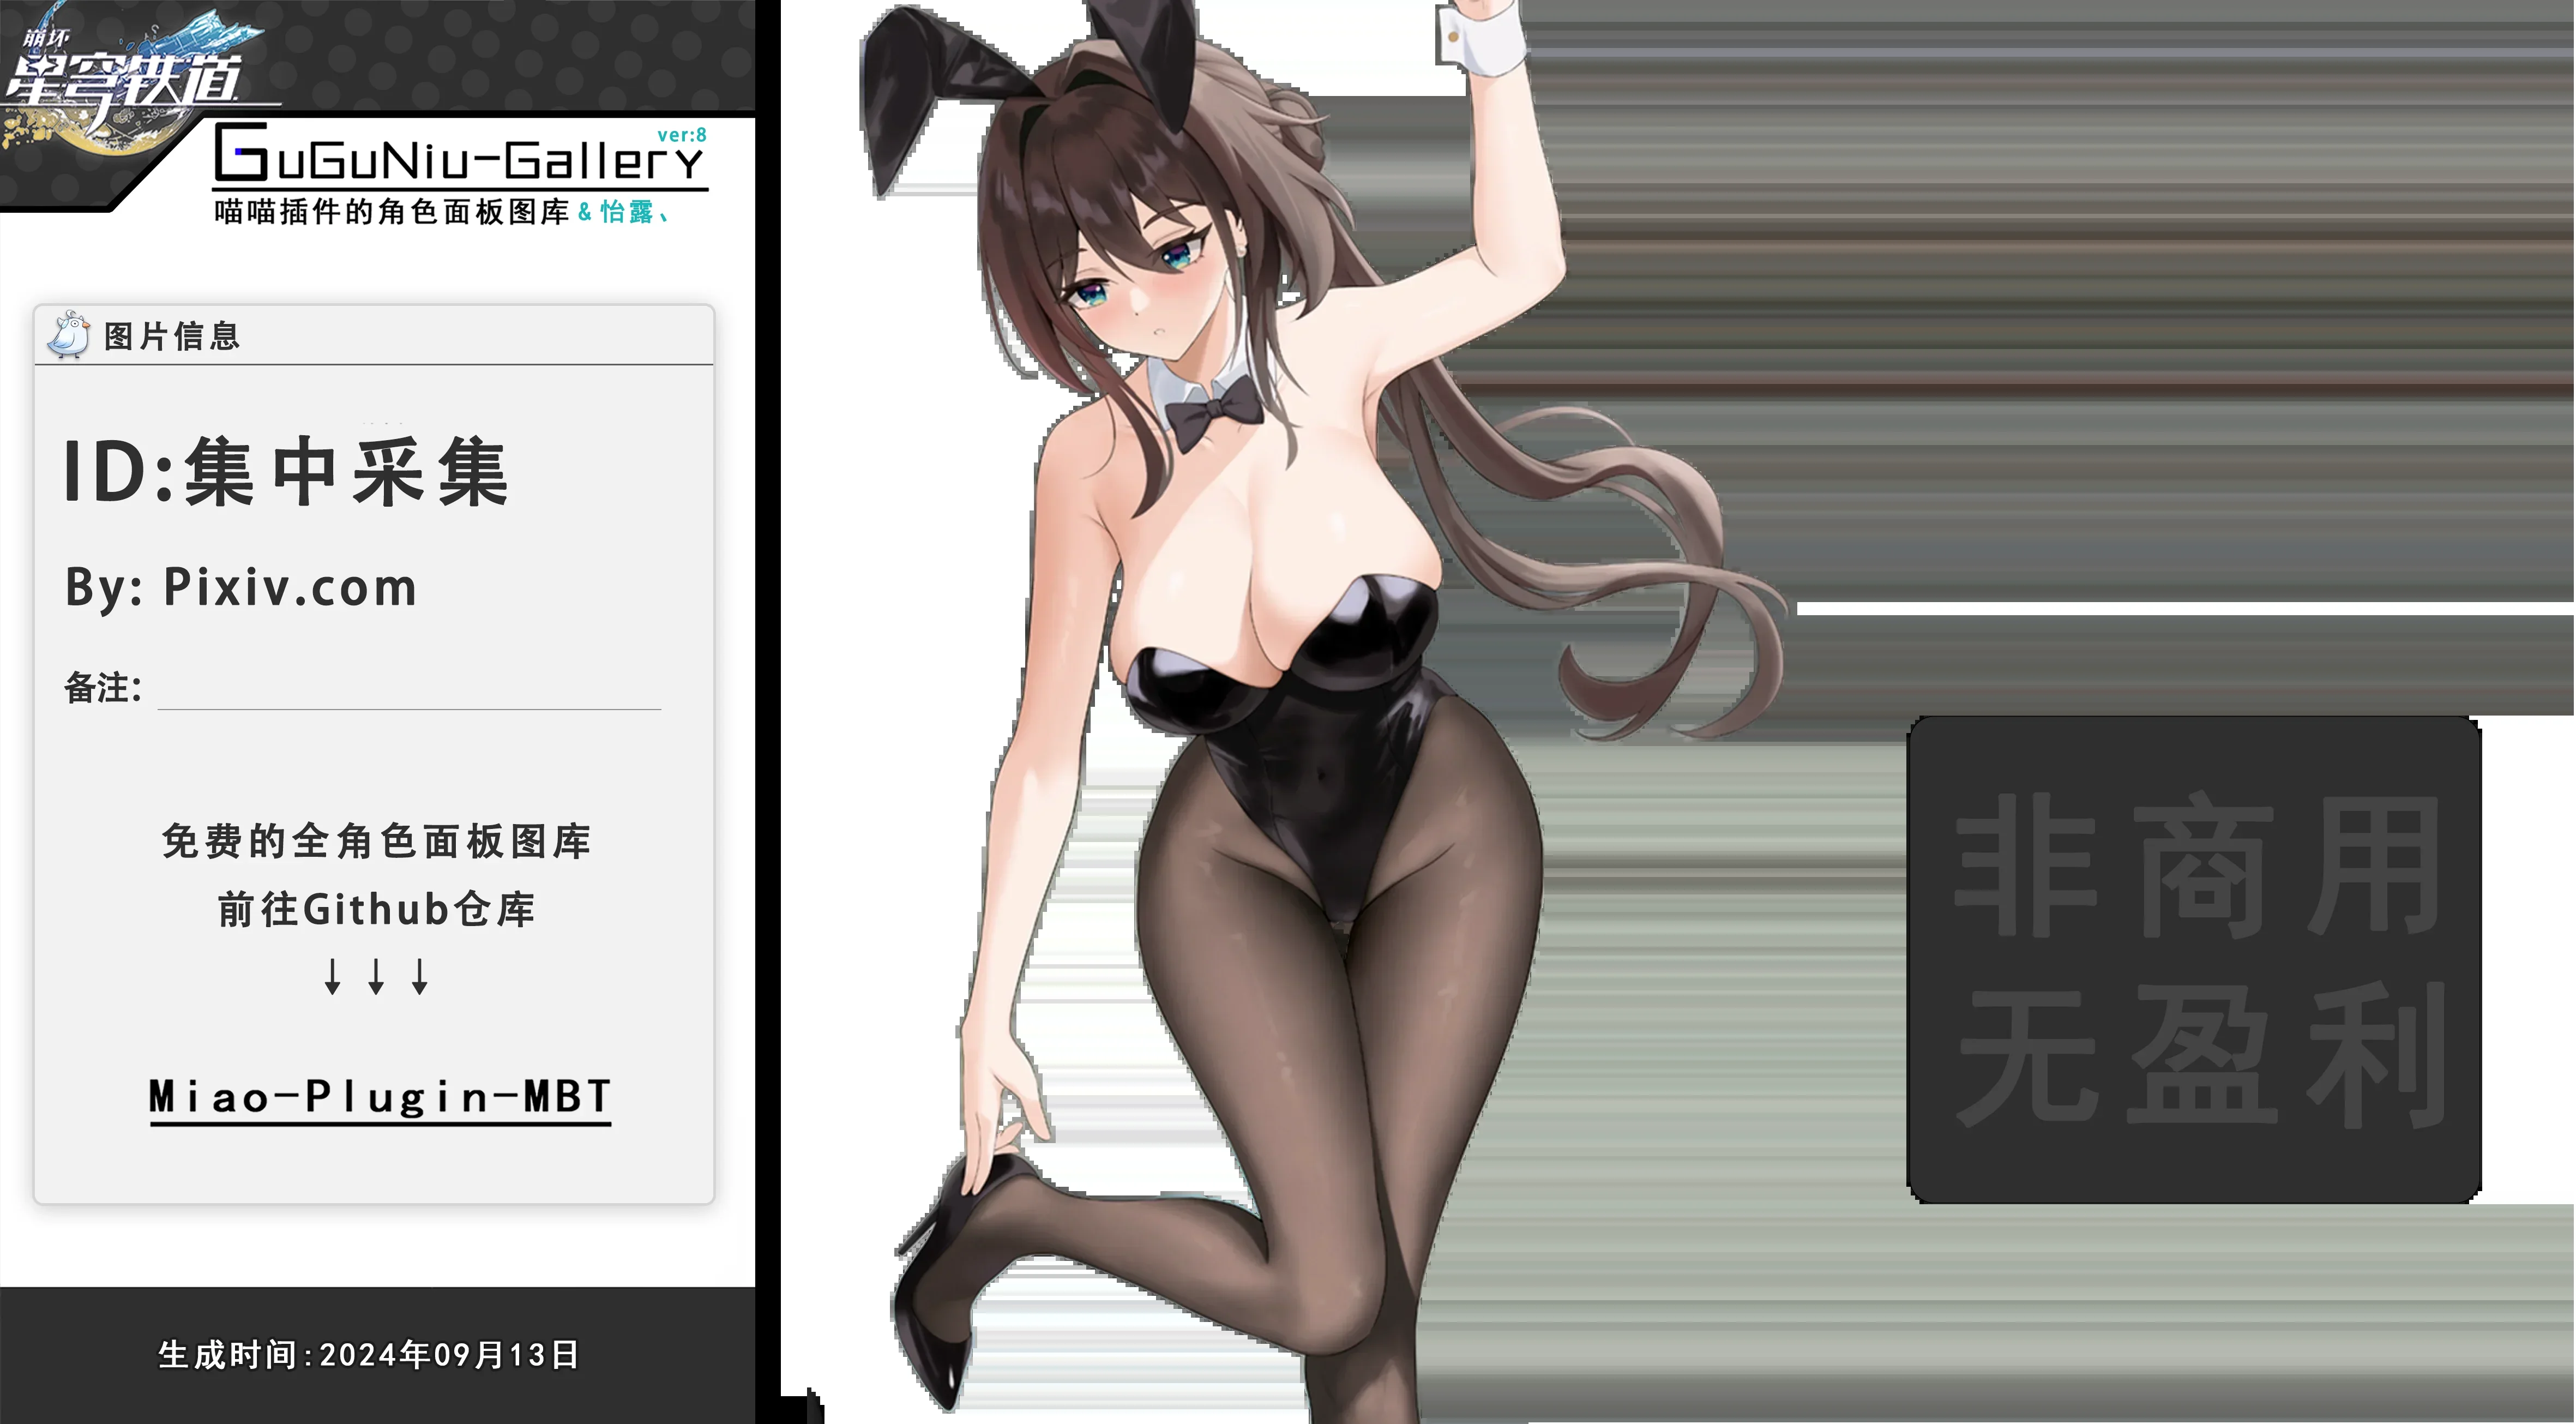 崩坏
星穹铁道
ver:8
GuGuNiu-Gallery
喵喵插件的角色面板图库 & 怡露、
图片信息
ID:集中采集
By: Pixiv.com
备注:
免费的全角色面板图库
前往Github仓库
↓ ↓ ↓
Miao-Plugin-MBT
生成时间:2024年09月13日
非商用
无盈利